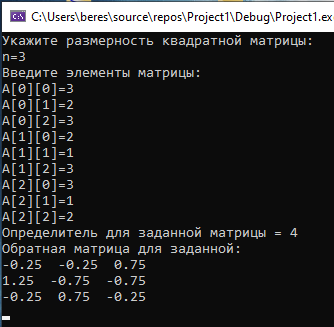 C:\Users\beres\source\repos\Project1\Debug\Project1.ex
Укажите размерность квадратной матрицы:
n=3
Введите элементы матрицы:
A[0][0]=3
A[0][1]=2
A[0][2]=3
A[1][0]=2
A[1][1]=1
A[1][2]=3
A[2][0]=3
A[2][1]=1
A[2][2]=2
Определитель для заданной матрицы = 4
Обратная матрица для заданной:
-0.25  -0.25  0.75
1.25  -0.75  -0.75
-0.25  0.75  -0.25